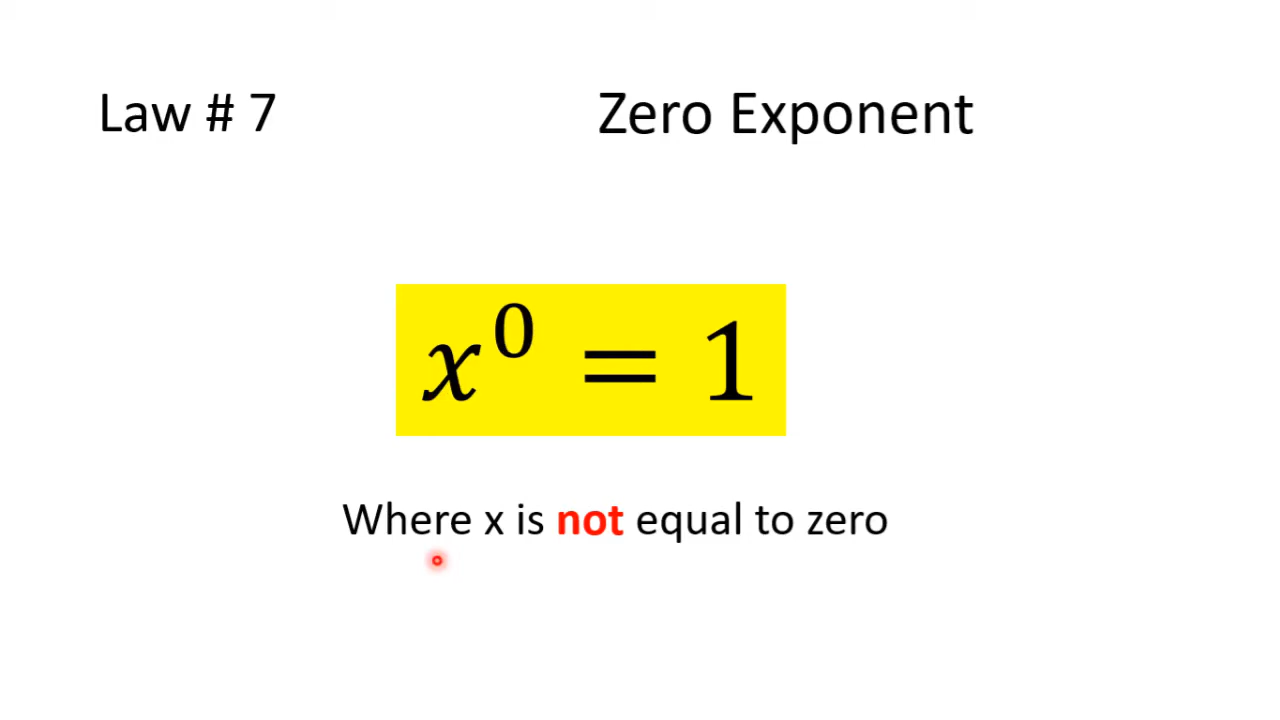 Law # 7
Zero Exponent
x⁰ = 1
Where x is not equal to zero